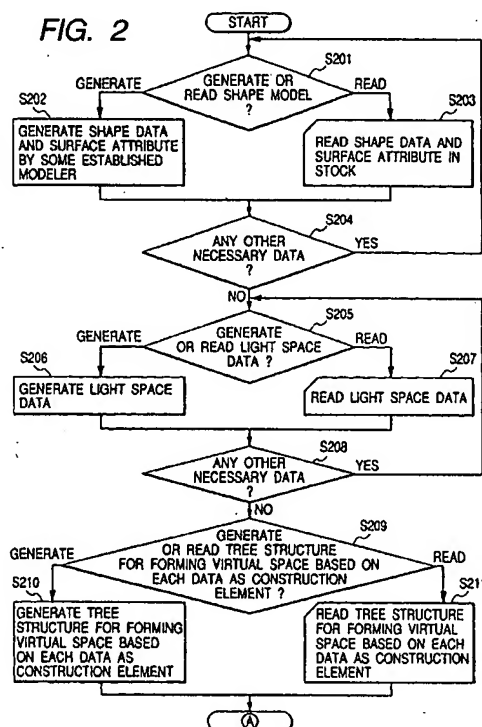 FIG. 2
START
S201
GENERATE OR
READ SHAPE MODEL
?
GENERATE
READ
S202
GENERATE SHAPE DATA
AND SURFACE ATTRIBUTE
BY SOME ESTABLISHED
MODELER
S203
READ SHAPE DATA AND
SURFACE ATTRIBUTE IN
STOCK
S204
ANY OTHER
NECESSARY DATA
?
YES
NO
S205
GENERATE
OR READ LIGHT SPACE
DATA ?
GENERATE
READ
S206
GENERATE LIGHT SPACE
DATA
S207
READ LIGHT SPACE DATA
S208
ANY OTHER
NECESSARY DATA
?
YES
NO
S209
GENERATE
OR READ TREE STRUCTURE
FOR FORMING VIRTUAL SPACE BASED ON
EACH DATA AS CONSTRUCTION
ELEMENT ?
GENERATE
READ
S210
GENERATE TREE
STRUCTURE FOR FORMING
VIRTUAL SPACE BASED
ON EACH DATA AS
CONSTRUCTION ELEMENT
S211
READ TREE STRUCTURE
FOR FORMING VIRTUAL
SPACE BASED ON EACH
DATA AS CONSTRUCTION
ELEMENT
A